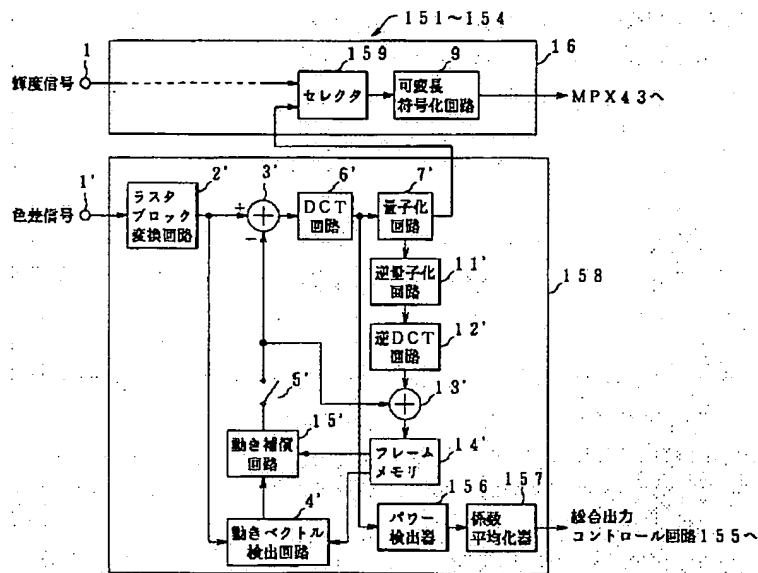 151〜154
159
9
16
1
輝度信号
セレクタ
可変長
符号化回路
MPX43へ
1'
色差信号
2'
ラスタ
ブロック
変換回路
3'
+
−
6'
DCT
回路
7'
量子化
回路
11'
逆量子化
回路
158
12'
逆DCT
回路
13'
5'
15'
動き補償
回路
14'
フレーム
メモリ
4'
動きベクトル
検出回路
156
パワー
検出器
157
係数
平均化器
総合出力
コントロール回路155へ